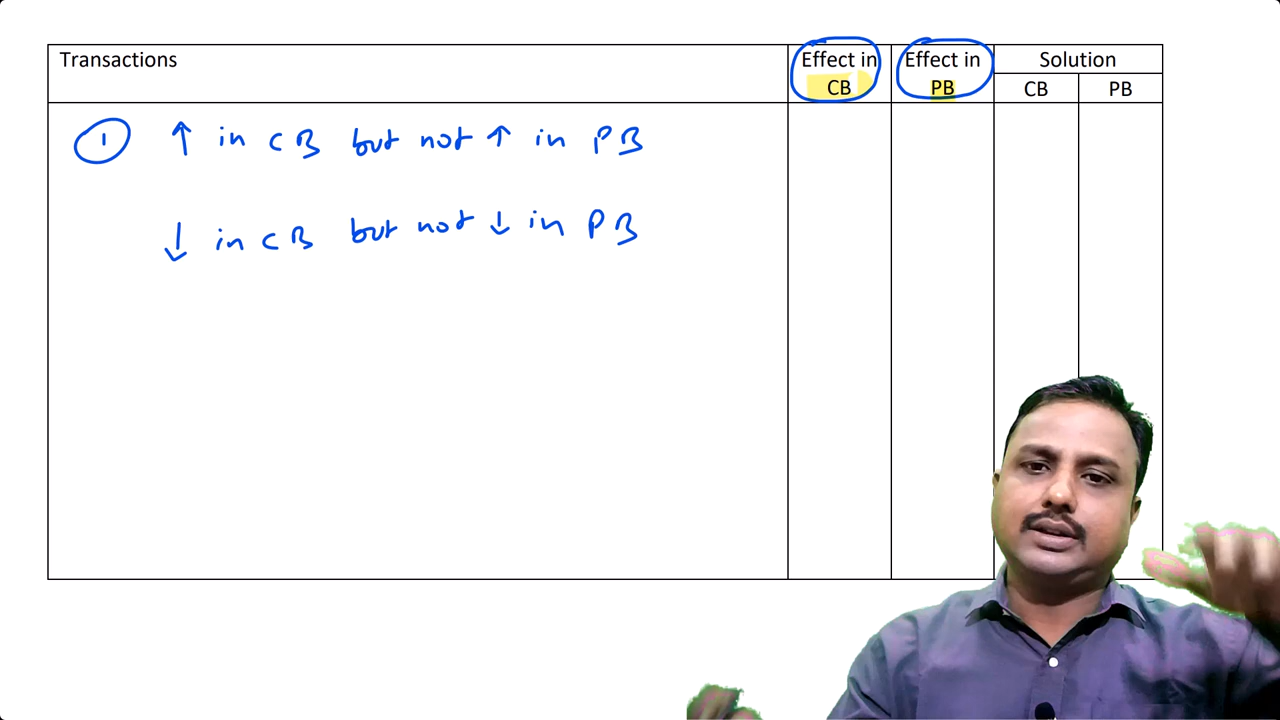 Transactions
Effect in
CB
Effect in
PB
Solution
CB
PB
1 ↑ in CB but not ↑ in PB
↓ in CB but not ↓ in PB